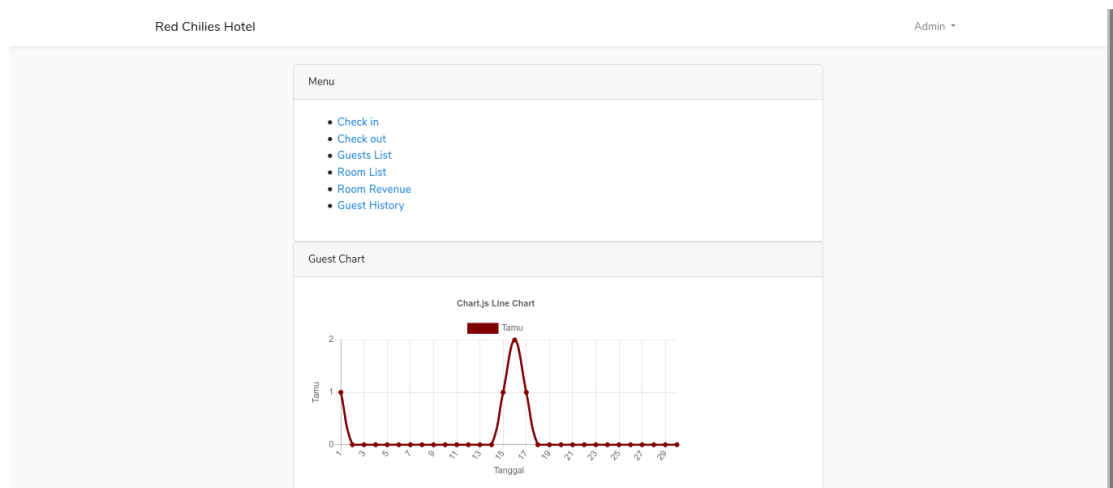 Red Chilies Hotel
Admin
Menu
Check in
Check out
Guests List
Room List
Room Revenue
Guest History
Guest Chart
Chart.js Line Chart
Tamu
2
1
0
Tamu
1 3 5 7 9 11 13 15 17 19 21 23 25 27 29
Tanggal